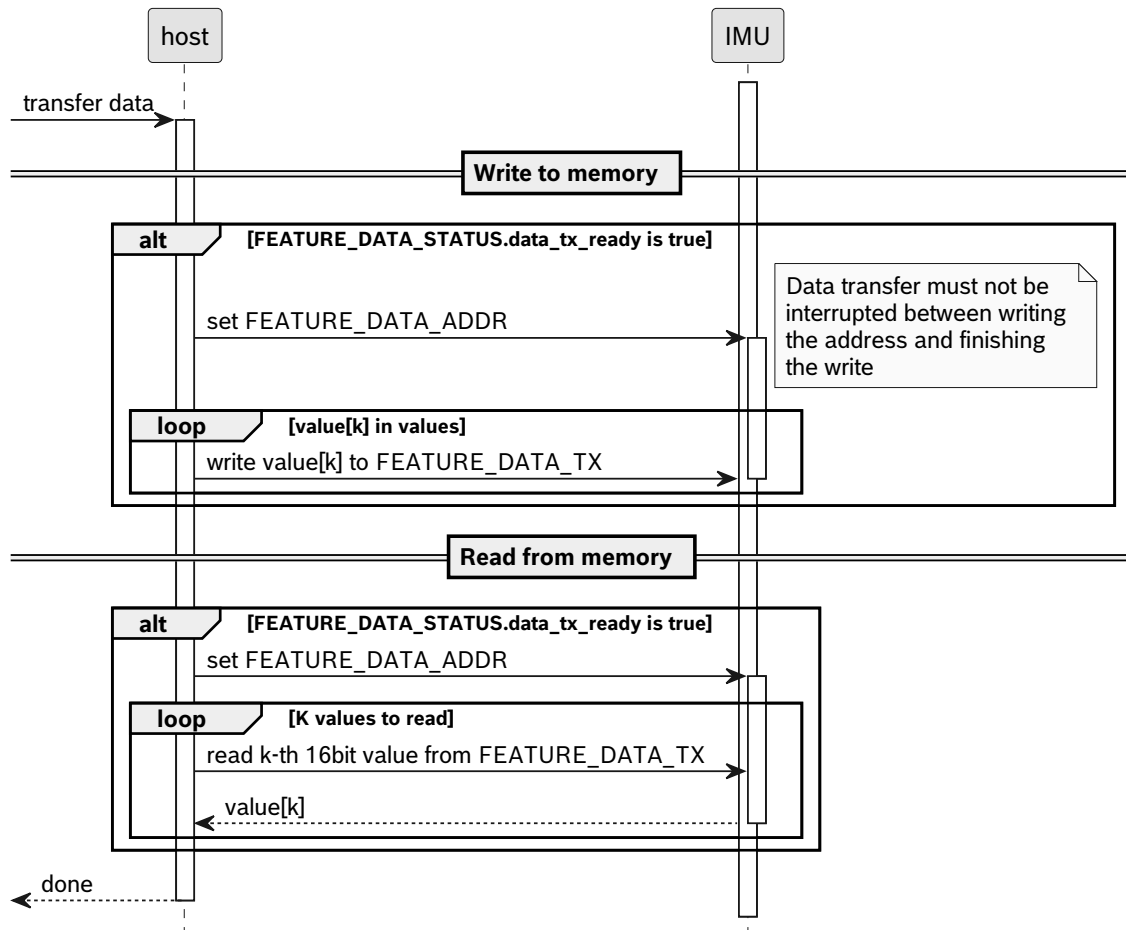 host
IMU
transfer data
Write to memory
alt
[FEATURE_DATA_STATUS.data_tx_ready is true]
Data transfer must not be
interrupted between writing
the address and finishing
the write
set FEATURE_DATA_ADDR
loop
[value[k] in values]
write value[k] to FEATURE_DATA_TX
Read from memory
alt
[FEATURE_DATA_STATUS.data_tx_ready is true]
set FEATURE_DATA_ADDR
loop
[K values to read]
read k-th 16bit value from FEATURE_DATA_TX
value[k]
done